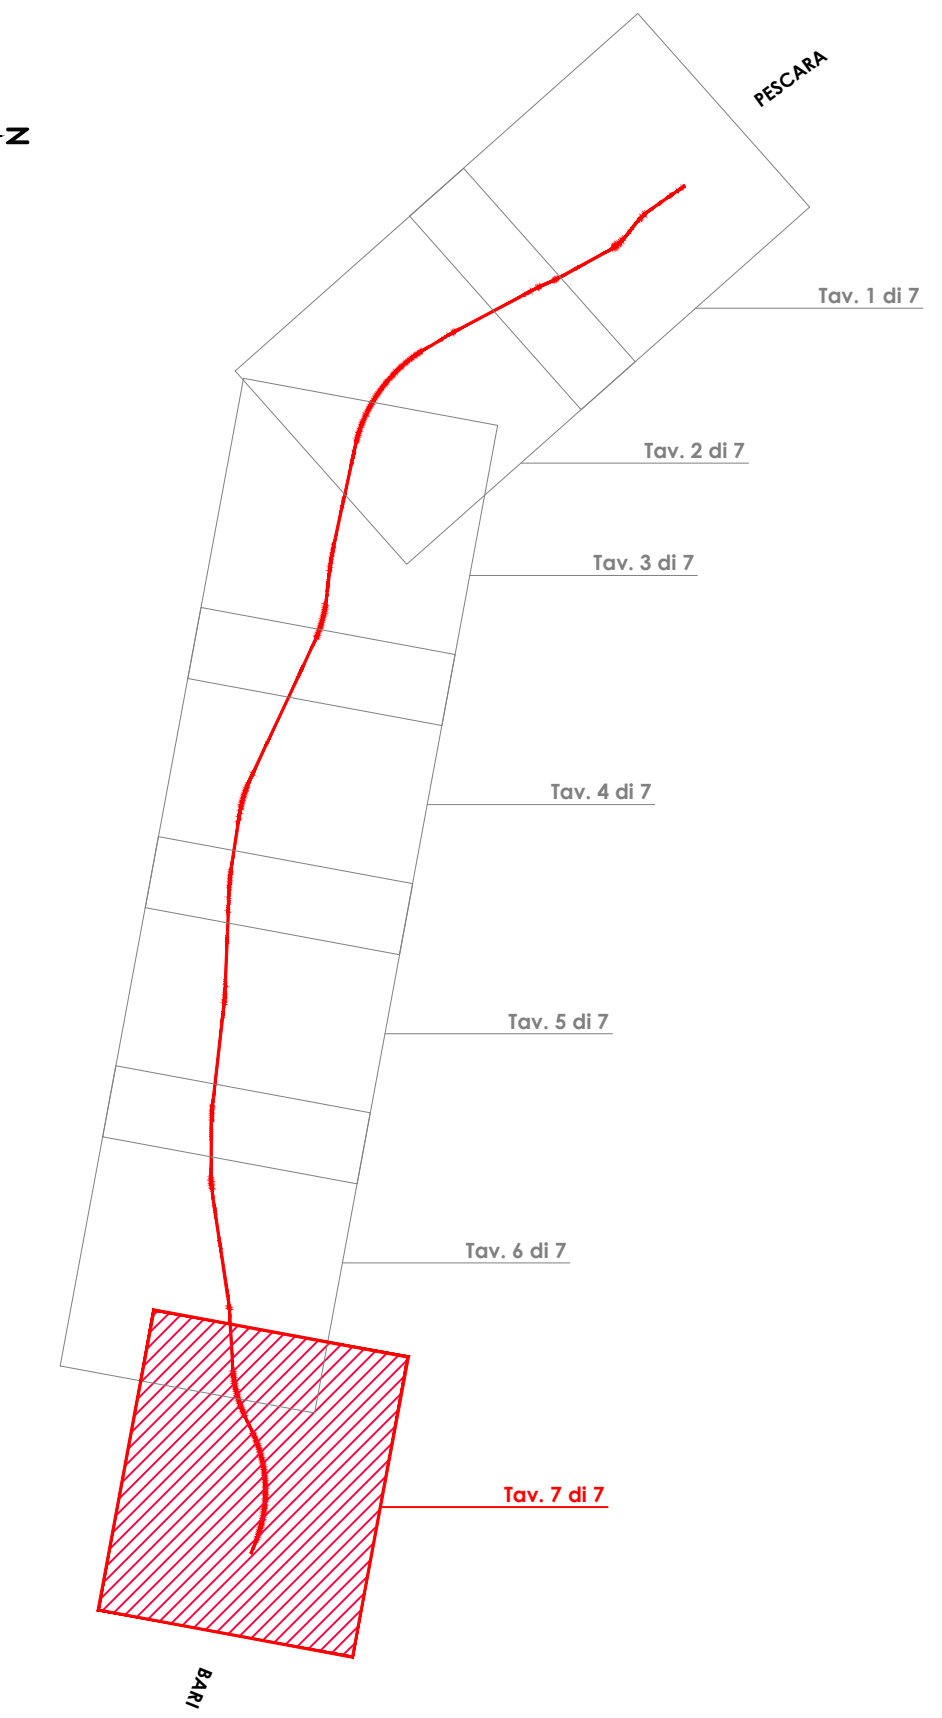 PESCARA
N
Tav. 1 di 7
Tav. 2 di 7
Tav. 3 di 7
Tav. 4 di 7
Tav. 5 di 7
Tav. 6 di 7
Tav. 7 di 7
BARI